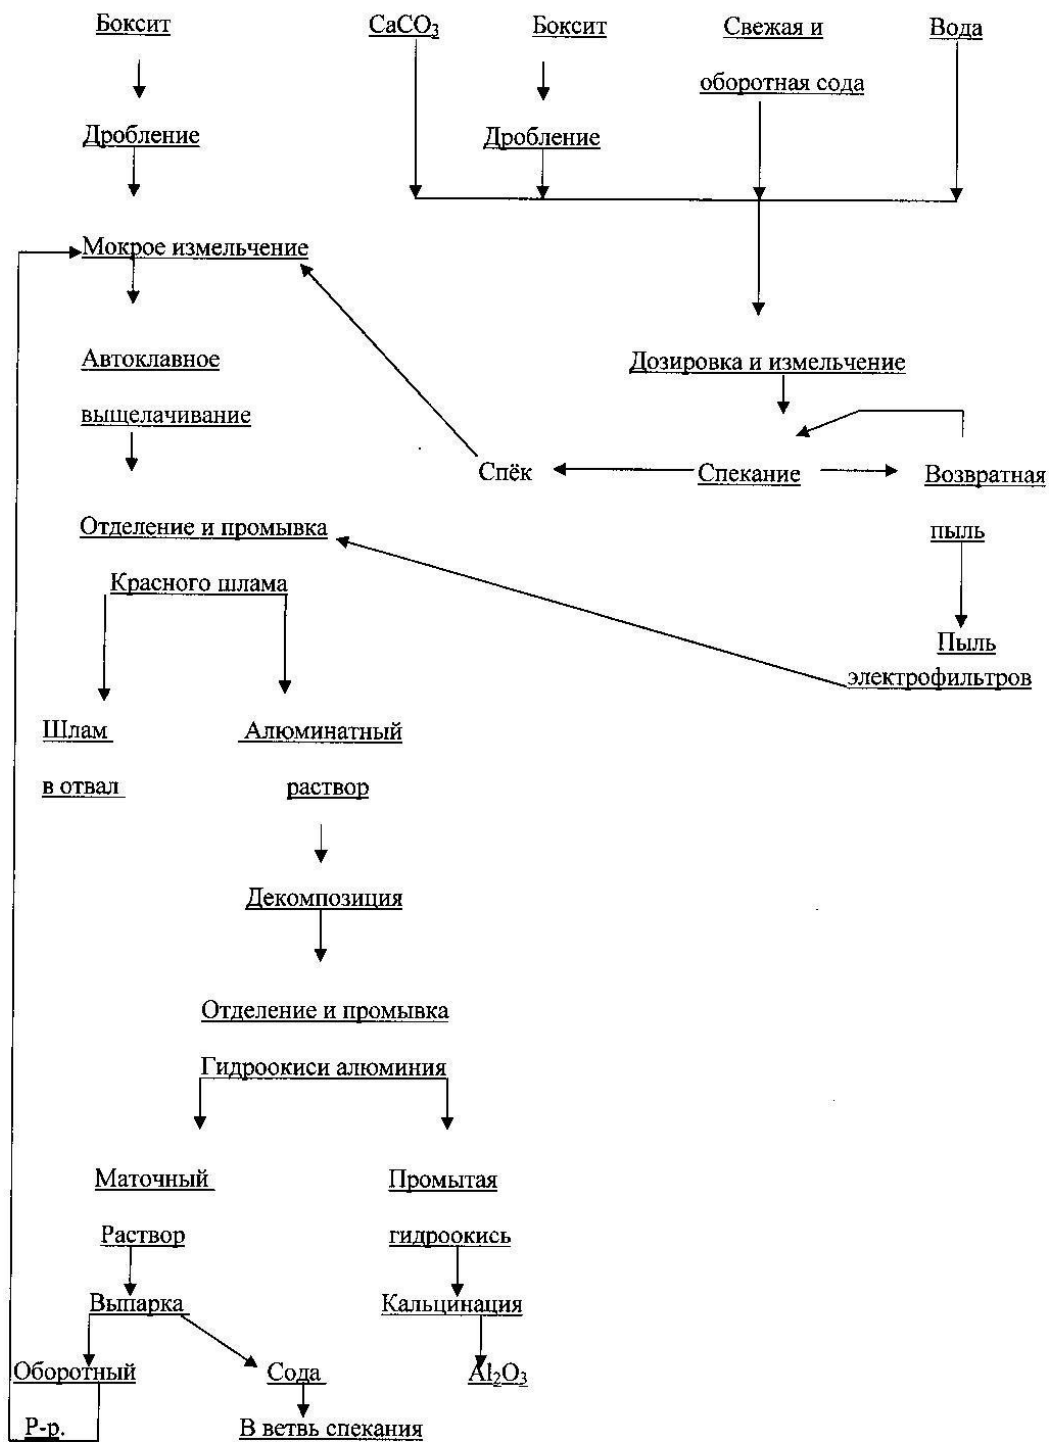 Боксит
CaCO₃
Боксит
Свежая и
оборотная сода
Вода
Дробление
Дробление
Мокрое измельчение
Дозировка и измельчение
Автоклавное
выщелачивание
Спёк
Спекание
Возвратная
пыль
Отделение и промывка
Красного шлама
Пыль
электрофильтров
Шлам
в отвал
Алюминатный
раствор
Декомпозиция
Отделение и промывка
Гидроокиси алюминия
Маточный
Раствор
Промытая
гидроокись
Выпарка
Кальцинация
Оборотный
Р-р.
Сода
В ветвь спекания
Al₂O₃